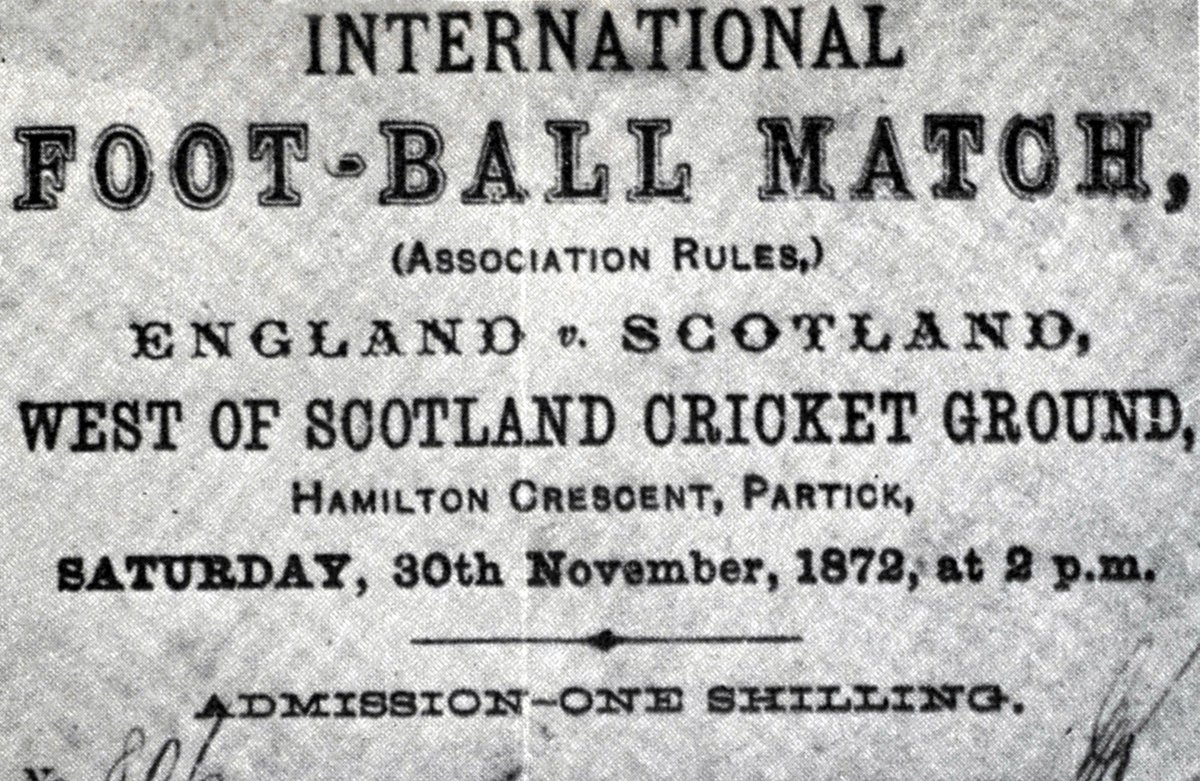 INTERNATIONAL
FOOT-BALL MATCH,
(ASSOCIATION RULES,)
ENGLAND v. SCOTLAND,
WEST OF SCOTLAND CRICKET GROUND,
HAMILTON CRESCENT, PARTICK,
SATURDAY, 30th November, 1872, at 2 p.m.
ADMISSION-ONE SHILLING.
No